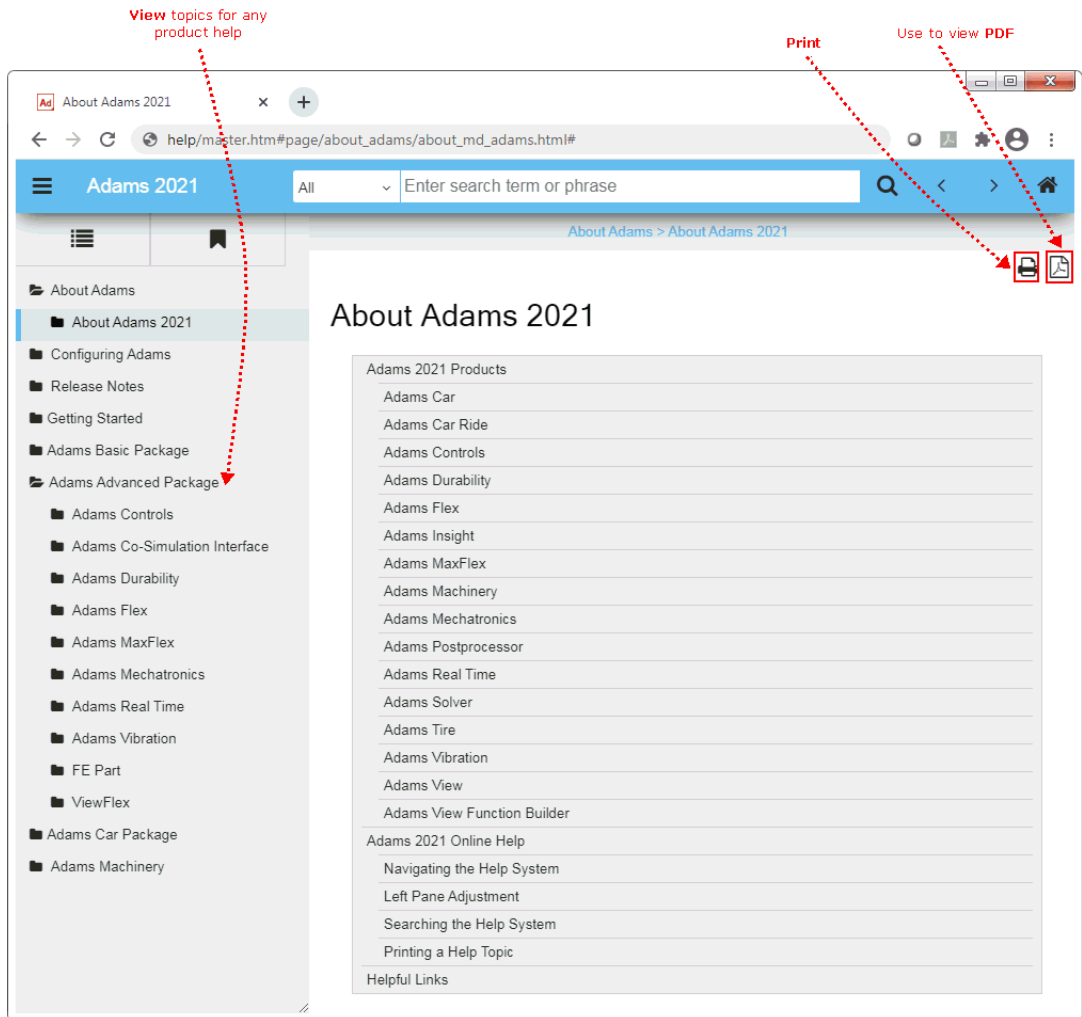 View topics for any
product help
Print
Use to view PDF
Ad About Adams 2021
help/master.htm#page/about_adams/about_md_adams.html#
Adams 2021
All
Enter search term or phrase
About Adams > About Adams 2021
About Adams
About Adams 2021
Configuring Adams
Release Notes
Getting Started
Adams Basic Package
Adams Advanced Package
Adams Controls
Adams Co-Simulation Interface
Adams Durability
Adams Flex
Adams MaxFlex
Adams Mechatronics
Adams Real Time
Adams Vibration
FE Part
ViewFlex
Adams Car Package
Adams Machinery
About Adams 2021
Adams 2021 Products
Adams Car
Adams Car Ride
Adams Controls
Adams Durability
Adams Flex
Adams Insight
Adams MaxFlex
Adams Machinery
Adams Mechatronics
Adams Postprocessor
Adams Real Time
Adams Solver
Adams Tire
Adams Vibration
Adams View
Adams View Function Builder
Adams 2021 Online Help
Navigating the Help System
Left Pane Adjustment
Searching the Help System
Printing a Help Topic
Helpful Links